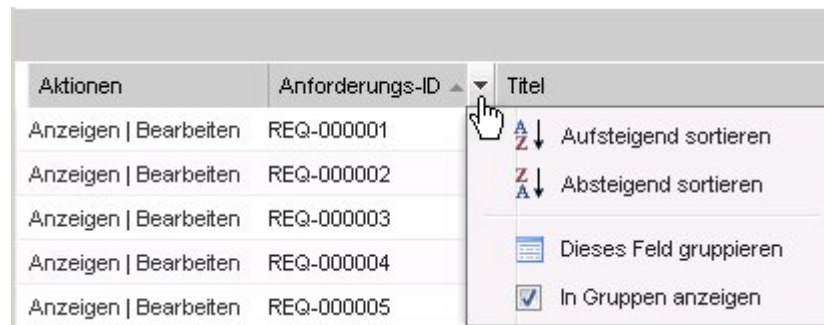 Aktionen Anforderungs-ID Titel
Anzeigen | Bearbeiten REQ-000001 Aufsteigend sortieren
Anzeigen | Bearbeiten REQ-000002 Absteigend sortieren
Anzeigen | Bearbeiten REQ-000003
Anzeigen | Bearbeiten REQ-000004 Dieses Feld gruppieren
Anzeigen | Bearbeiten REQ-000005 In Gruppen anzeigen